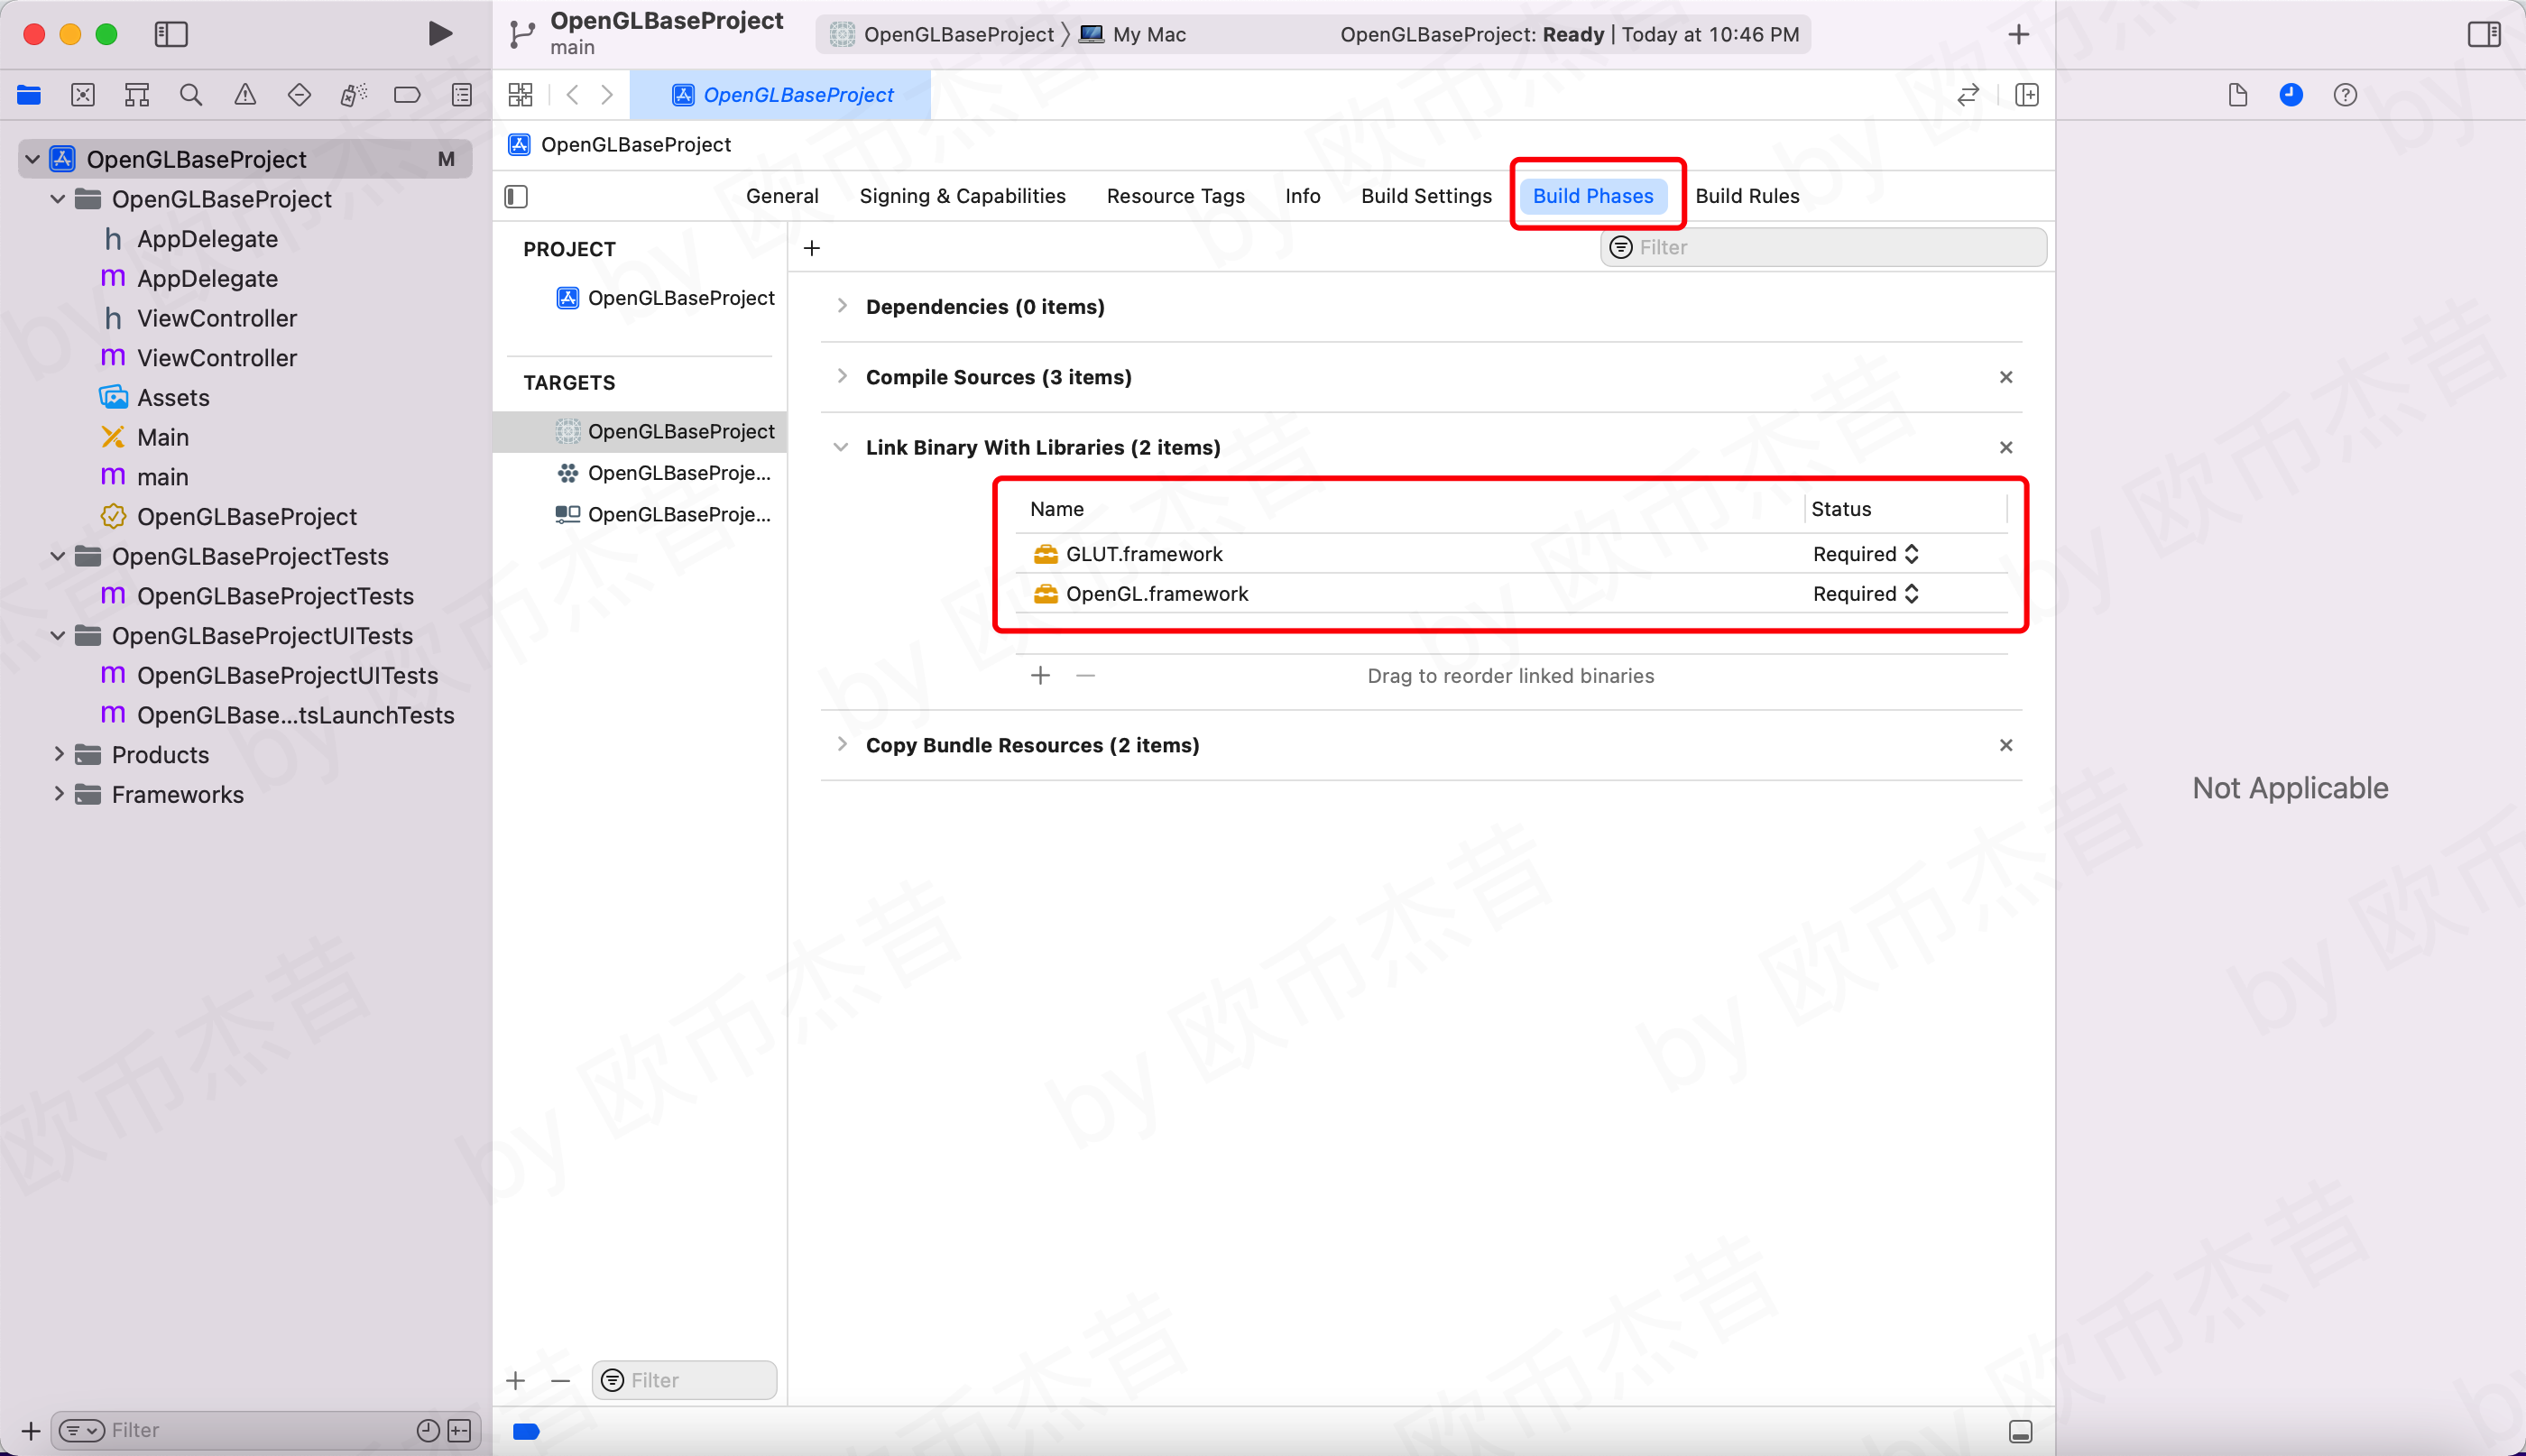 OpenGLBaseProject
main
OpenGLBaseProject 〉 My Mac
OpenGLBaseProject: Ready | Today at 10:46 PM
OpenGLBaseProject
OpenGLBaseProject M
OpenGLBaseProject
h AppDelegate
m AppDelegate
h ViewController
m ViewController
Assets
Main
m main
OpenGLBaseProject
OpenGLBaseProjectTests
m OpenGLBaseProjectTests
OpenGLBaseProjectUITests
m OpenGLBaseProjectUITests
m OpenGLBase...tsLaunchTests
Products
Frameworks
Filter
OpenGLBaseProject
General Signing & Capabilities Resource Tags Info Build Settings Build Phases Build Rules
PROJECT
OpenGLBaseProject
TARGETS
OpenGLBaseProject
OpenGLBaseProje...
OpenGLBaseProje...
Filter
Filter
Dependencies (0 items)
Compile Sources (3 items)
Link Binary With Libraries (2 items)
Name Status
GLUT.framework Required
OpenGL.framework Required
Drag to reorder linked binaries
Copy Bundle Resources (2 items)
Not Applicable
by 欧币杰昔